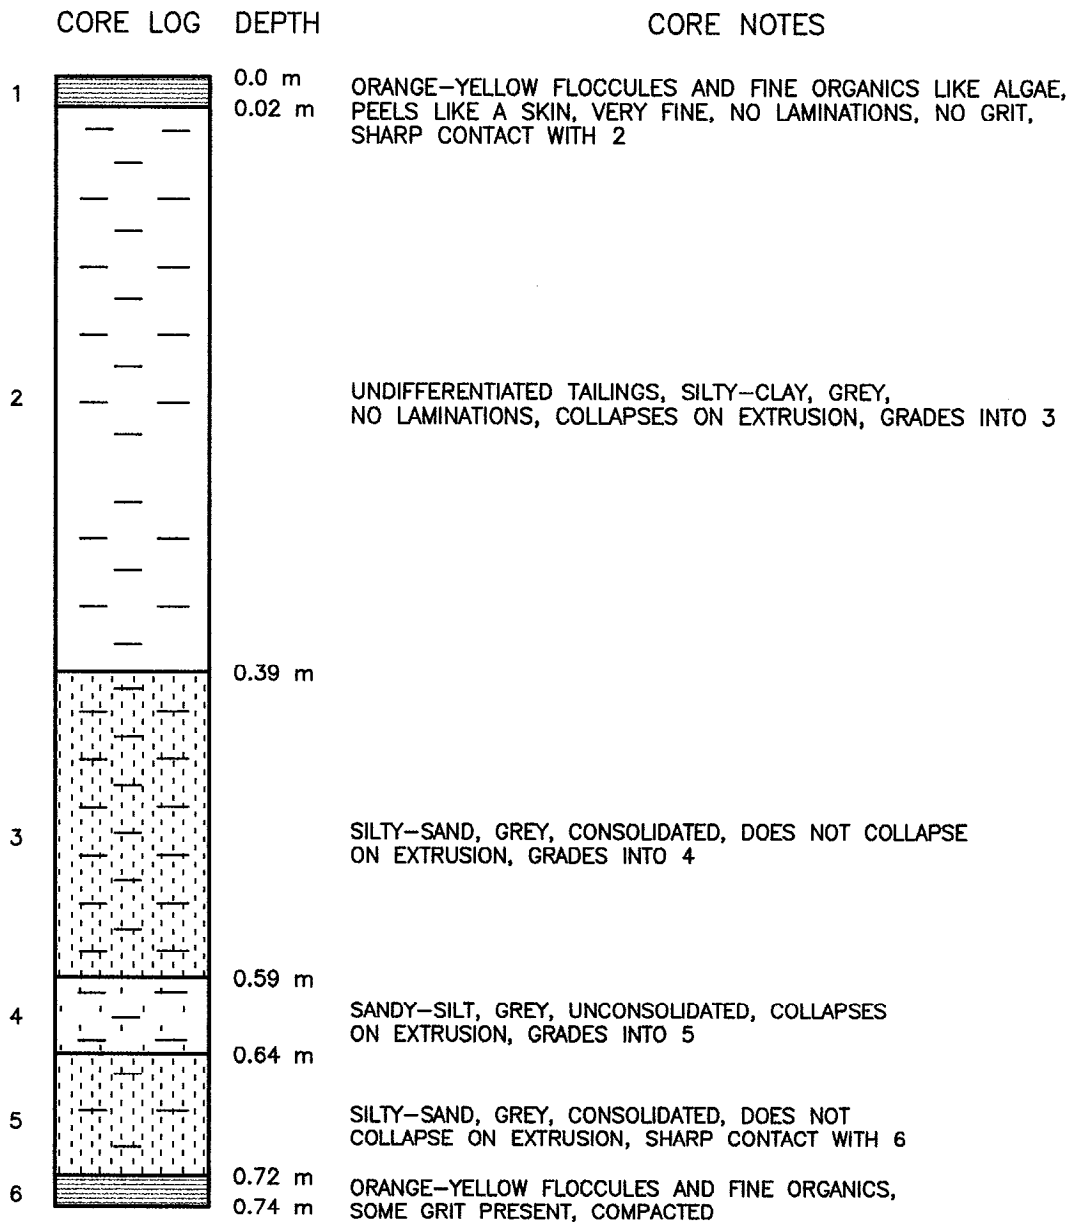 CORE LOG DEPTH CORE NOTES
1
0.0 m
0.02 m
ORANGE-YELLOW FLOCCULES AND FINE ORGANICS LIKE ALGAE,
PEELS LIKE A SKIN, VERY FINE, NO LAMINATIONS, NO GRIT,
SHARP CONTACT WITH 2
2
UNDIFFERENTIATED TAILINGS, SILTY-CLAY, GREY,
NO LAMINATIONS, COLLAPSES ON EXTRUSION, GRADES INTO 3
0.39 m
3
SILTY-SAND, GREY, CONSOLIDATED, DOES NOT COLLAPSE
ON EXTRUSION, GRADES INTO 4
0.59 m
4
SANDY-SILT, GREY, UNCONSOLIDATED, COLLAPSES
ON EXTRUSION, GRADES INTO 5
0.64 m
5
SILTY-SAND, GREY, CONSOLIDATED, DOES NOT
COLLAPSE ON EXTRUSION, SHARP CONTACT WITH 6
0.72 m
6
0.74 m
ORANGE-YELLOW FLOCCULES AND FINE ORGANICS,
SOME GRIT PRESENT, COMPACTED